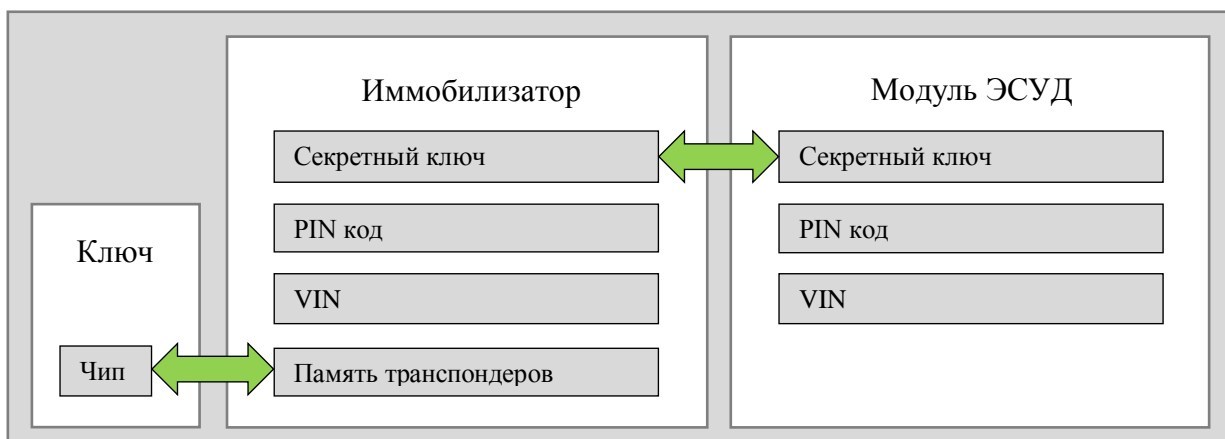 Иммобилизатор
Секретный ключ
PIN код
VIN
Память транспондеров
Модуль ЭСУД
Секретный ключ
PIN код
VIN
Ключ
Чип